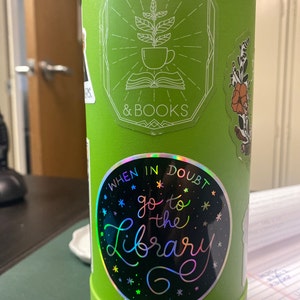 & BOOKS
WHEN IN DOUBT
go to
the
Library